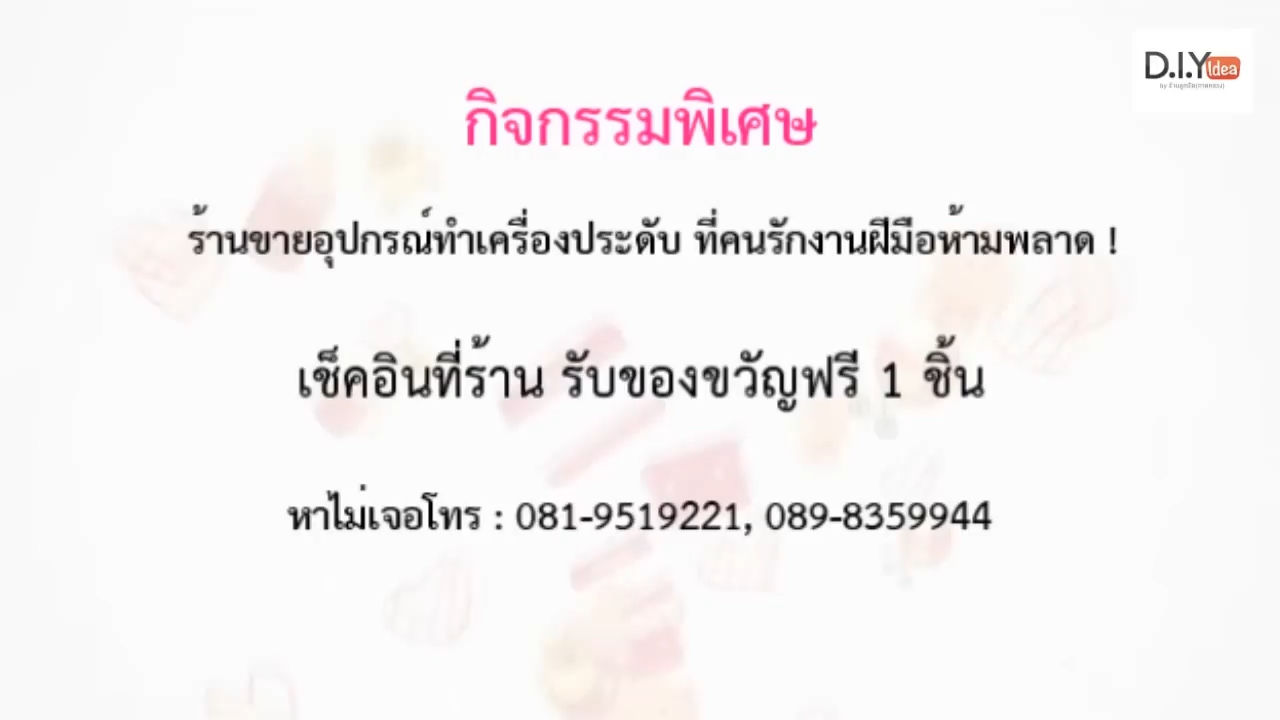 D.I.Y Idea
กิจกรรมพิเศษ
ร้านขายอุปกรณ์ทำเครื่องประดับ ที่คนรักงานฝีมือห้ามพลาด !
เช็คอินที่ร้าน รับของขวัญฟรี 1 ชิ้น
หาไม่เจอโทร : 081-9519221, 089-8359944